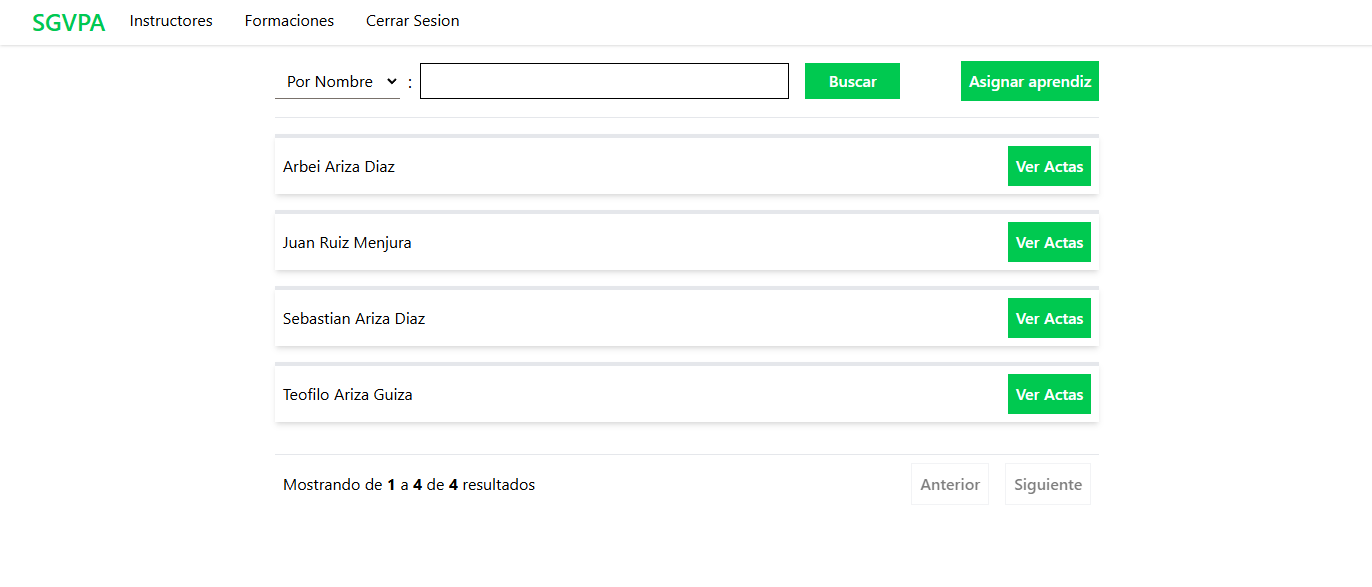 SGVPA Instructores Formaciones Cerrar Sesion
Por Nombre : Buscar Asignar aprendiz
Arbei Ariza Diaz Ver Actas
Juan Ruiz Menjura Ver Actas
Sebastian Ariza Diaz Ver Actas
Teofilo Ariza Guiza Ver Actas
Mostrando de 1 a 4 de 4 resultados Anterior Siguiente